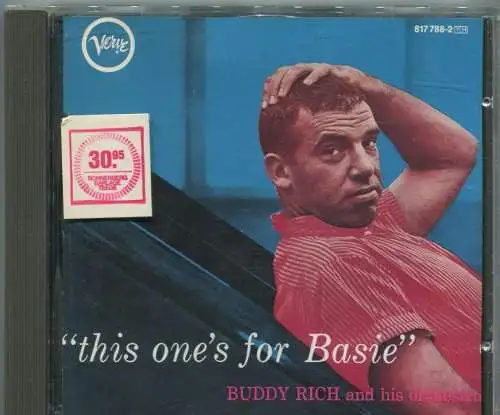 Verve
817 788-2
30.95
"this one's for Basie"
BUDDY RICH and his orchestra